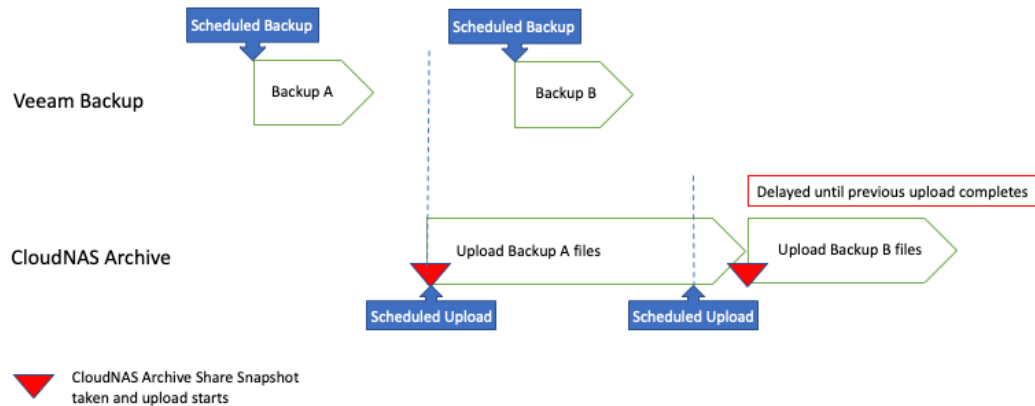 Scheduled Backup
Scheduled Backup
Backup A
Backup B
Veeam Backup
Delayed until previous upload completes
Upload Backup A files
Upload Backup B files
CloudNAS Archive
Scheduled Upload
Scheduled Upload
CloudNAS Archive Share Snapshot
taken and upload starts